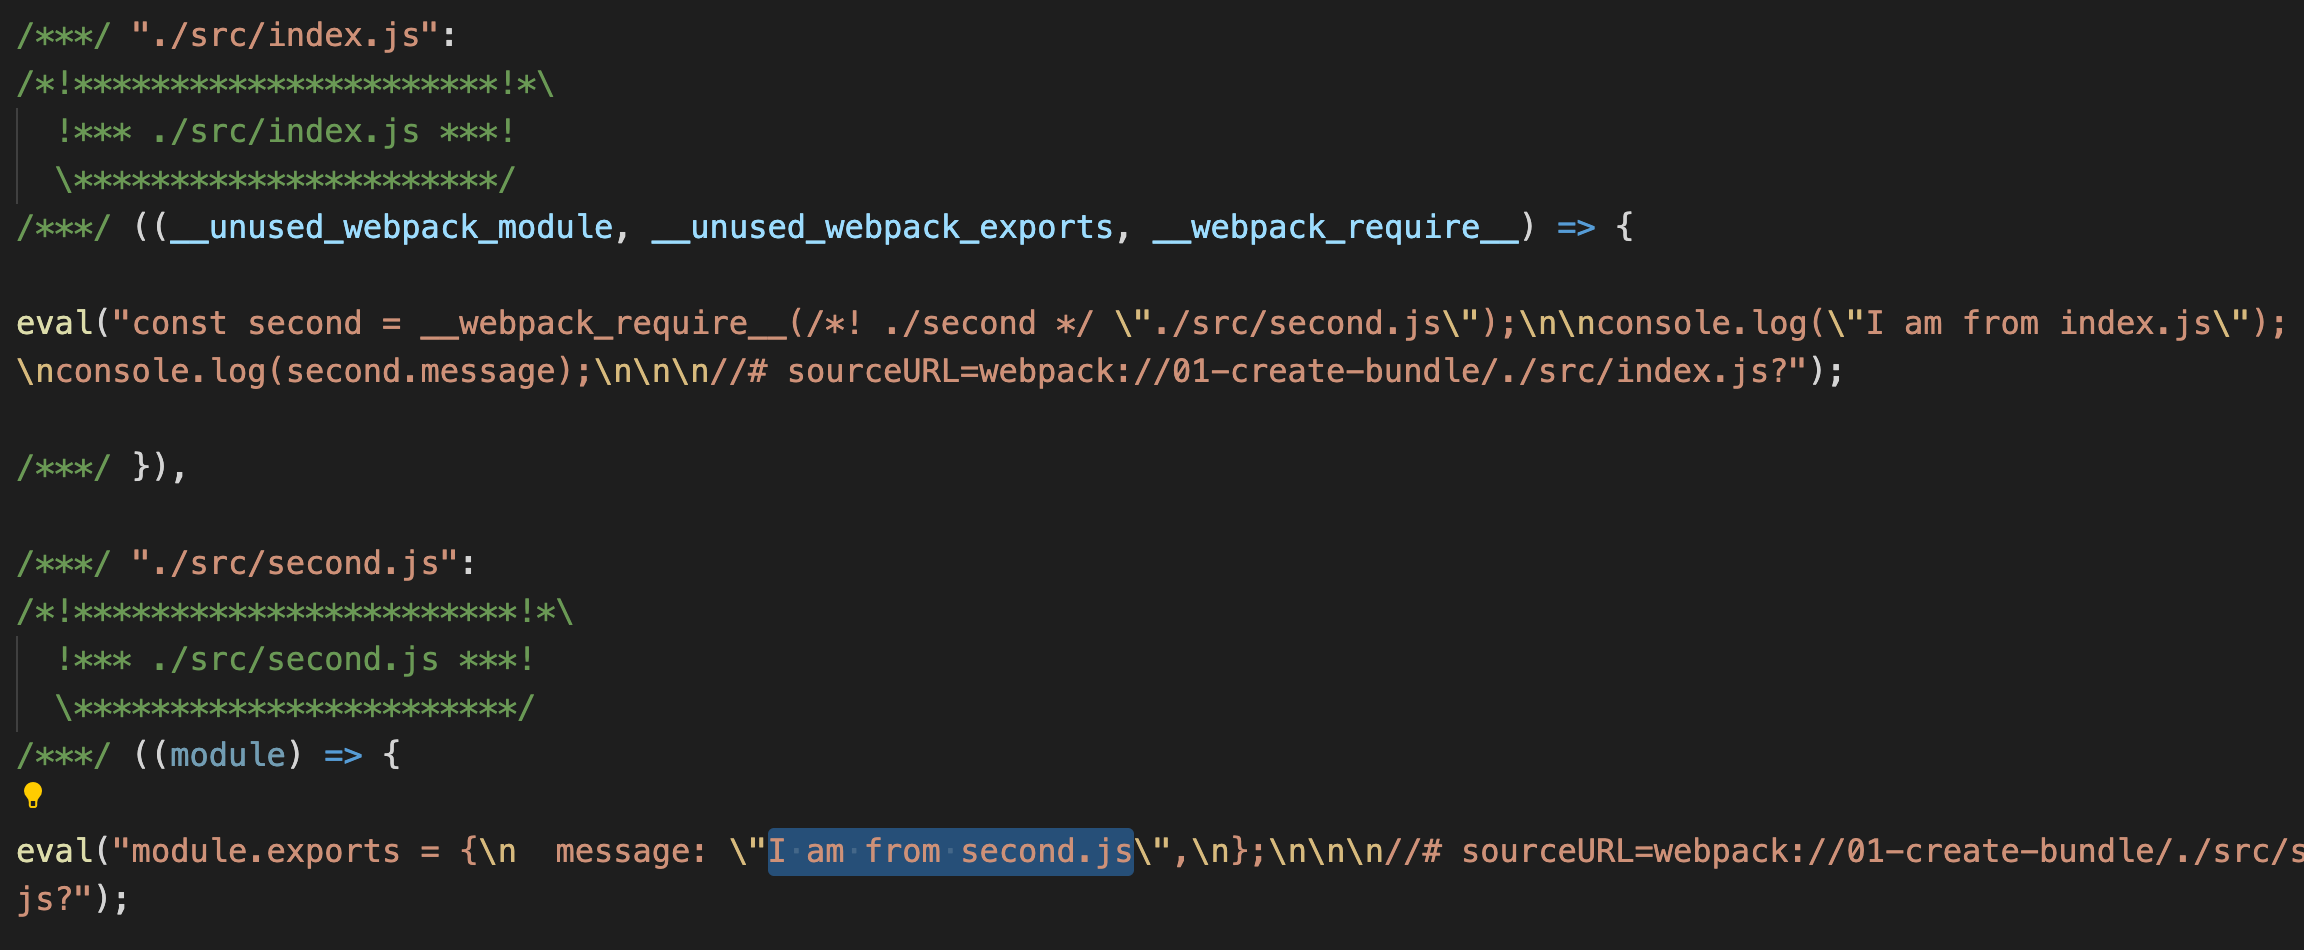 /***/ "./src/index.js":
/*!**********************!*\
  !*** ./src/index.js ***!
  \**********************/
/***/ ((__unused_webpack_module, __unused_webpack_exports, __webpack_require__) => {
eval("const second = __webpack_require__(/*! ./second */ \"./src/second.js\");\n\nconsole.log(\"I am from index.js\");
\nconsole.log(second.message);\n\n\n//# sourceURL=webpack://01-create-bundle/./src/index.js?");
/***/ }),
/***/ "./src/second.js":
/*!***********************!*\
  !*** ./src/second.js ***!
  \***********************/
/***/ ((module) => {
eval("module.exports = {\n  message: \"I am from second.js\",\n};\n\n\n//# sourceURL=webpack://01-create-bundle/./src/s
js?");